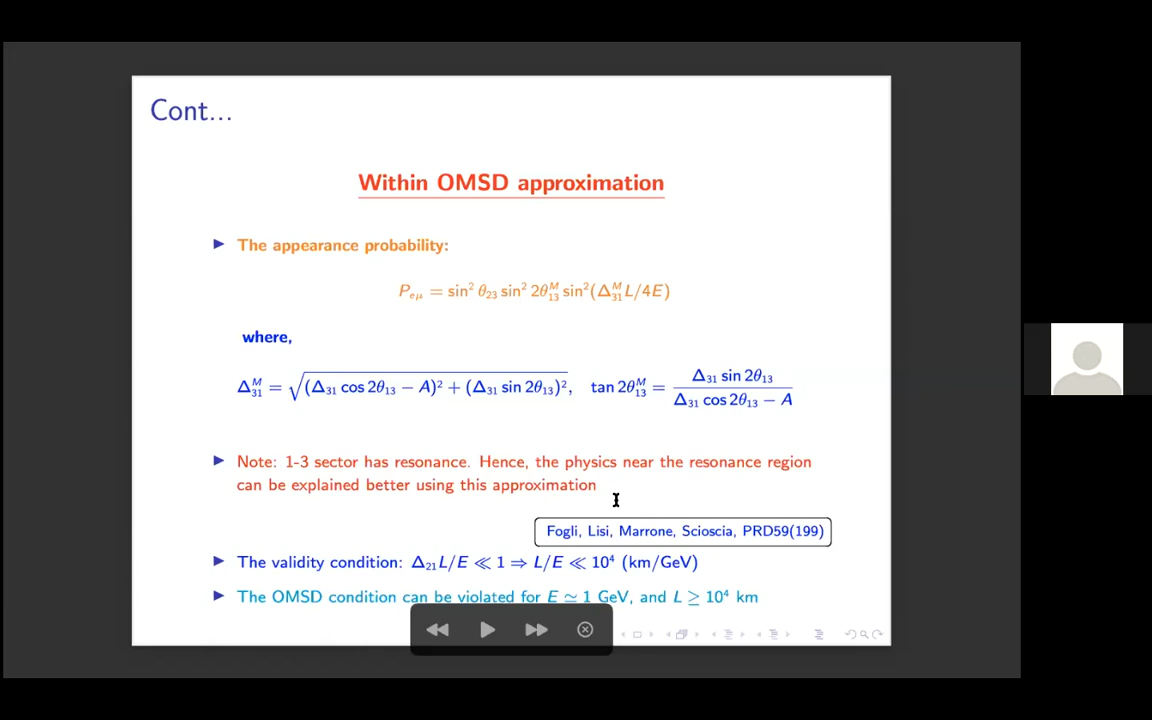 Cont...
Within OMSD approximation
► The appearance probability:
P_{eμ} = sin² θ₂₃ sin² 2θ₁₃^M sin²(Δ₃₁^M L/4E)
where,
Δ₃₁^M = √((Δ₃₁ cos 2θ₁₃ − A)² + (Δ₃₁ sin 2θ₁₃)²), tan 2θ₁₃^M = Δ₃₁ sin 2θ₁₃ / Δ₃₁ cos 2θ₁₃ − A
► Note: 1-3 sector has resonance. Hence, the physics near the resonance region
can be explained better using this approximation
Fogli, Lisi, Marrone, Scioscia, PRD59(199)
► The validity condition: Δ₂₁L/E ≪ 1 ⇒ L/E ≪ 10⁴ (km/GeV)
► The OMSD condition can be violated for E ≃ 1 GeV, and L ≥ 10⁴ km